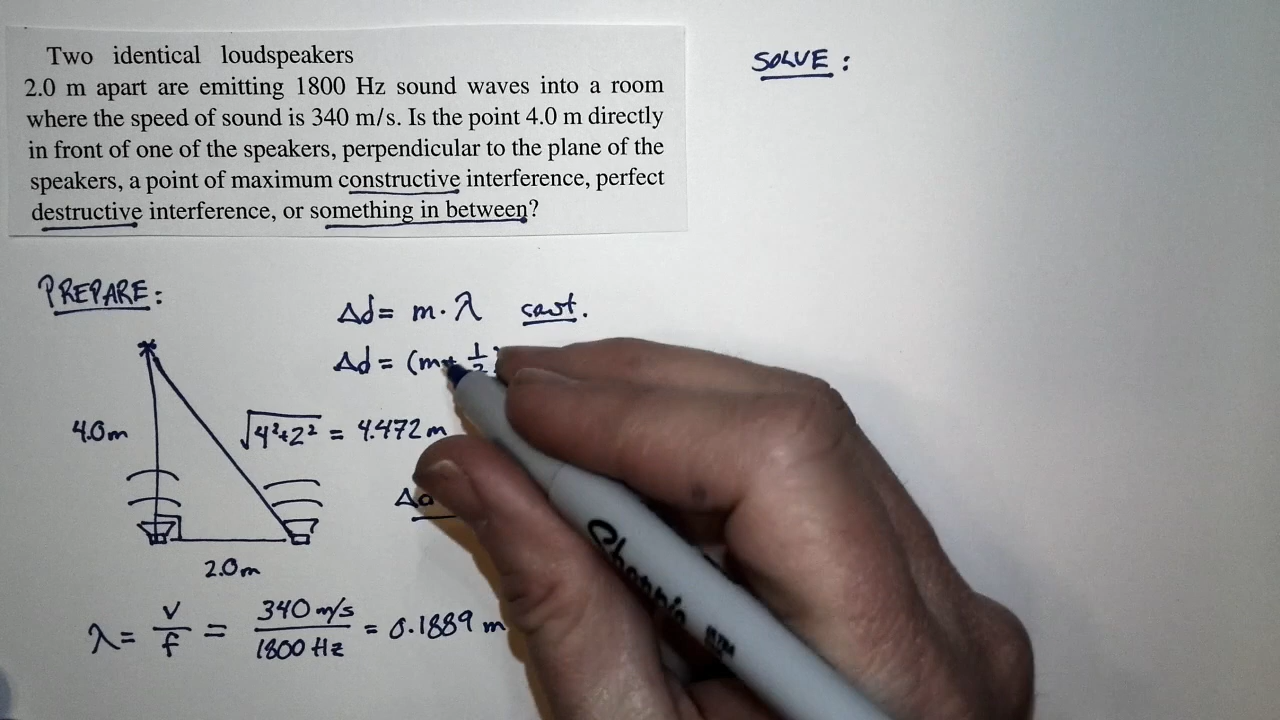 Two identical loudspeakers
2.0 m apart are emitting 1800 Hz sound waves into a room
where the speed of sound is 340 m/s. Is the point 4.0 m directly
in front of one of the speakers, perpendicular to the plane of the
speakers, a point of maximum constructive interference, perfect
destructive interference, or something in between?
SOLVE:
PREPARE:
Δd = m·λ
Δd = (m+ 1/2
4.0m
√4²+2² = 4.472 m
2.0m
λ = v/f = 340 m/s / 1800 Hz = 0.1889 m
Sharpie